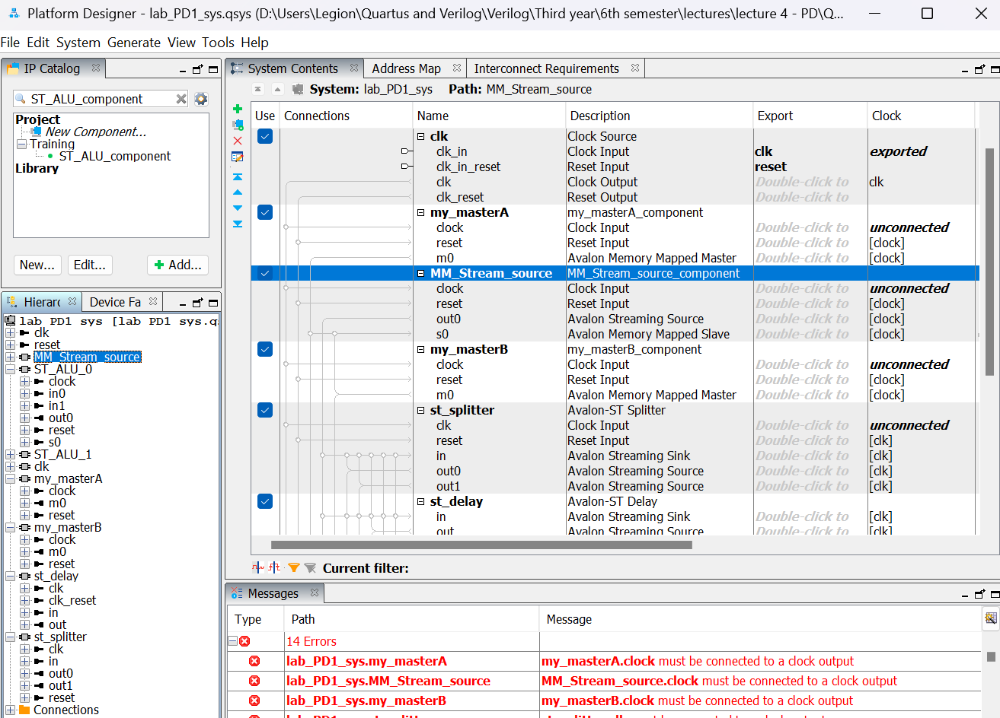 Platform Designer - lab_PD1_sys.qsys (D:\Users\Legion\Quartus and Verilog\Verilog\Third year\6th semester\lectures\lecture 4 - PD\Q...
File Edit System Generate View Tools Help
IP Catalog
ST_ALU_component
Project
New Component...
Training
ST_ALU_component
Library
New... Edit... Add...
Hierarc Device Fa
lab PD1 sys [lab PD1 sys.qs
clk
reset
MM_Stream_source
ST_ALU_0
clock
in0
in1
out0
reset
s0
ST_ALU_1
clk
my_masterA
clock
m0
reset
my_masterB
clock
m0
reset
st_delay
clk
clk_reset
in
out
st_splitter
clk
in
out0
out1
reset
Connections
System Contents Address Map Interconnect Requirements
System: lab_PD1_sys Path: MM_Stream_source
Use Connections Name Description Export Clock
clk Clock Source
clk_in Clock Input clk exported
clk_in_reset Reset Input reset
clk Clock Output Double-click to clk
clk_reset Reset Output Double-click to
my_masterA my_masterA_component
clock Clock Input Double-click to unconnected
reset Reset Input Double-click to [clock]
m0 Avalon Memory Mapped Master Double-click to [clock]
MM_Stream_source MM_Stream_source_component
clock Clock Input Double-click to unconnected
reset Reset Input Double-click to [clock]
out0 Avalon Streaming Source Double-click to [clock]
s0 Avalon Memory Mapped Slave Double-click to [clock]
my_masterB my_masterB_component
clock Clock Input Double-click to unconnected
reset Reset Input Double-click to [clock]
m0 Avalon Memory Mapped Master Double-click to [clock]
st_splitter Avalon-ST Splitter
clk Clock Input Double-click to unconnected
reset Reset Input Double-click to [clk]
in Avalon Streaming Sink Double-click to [clk]
out0 Avalon Streaming Source Double-click to [clk]
out1 Avalon Streaming Source Double-click to [clk]
st_delay Avalon-ST Delay
in Avalon Streaming Sink Double-click to [clk]
out Avalon Streaming Source Double-click to [clk]
Current filter:
Messages
Type Path Message
14 Errors
lab_PD1_sys.my_masterA my_masterA.clock must be connected to a clock output
lab_PD1_sys.MM_Stream_source MM_Stream_source.clock must be connected to a clock output
lab_PD1_sys.my_masterB my_masterB.clock must be connected to a clock output